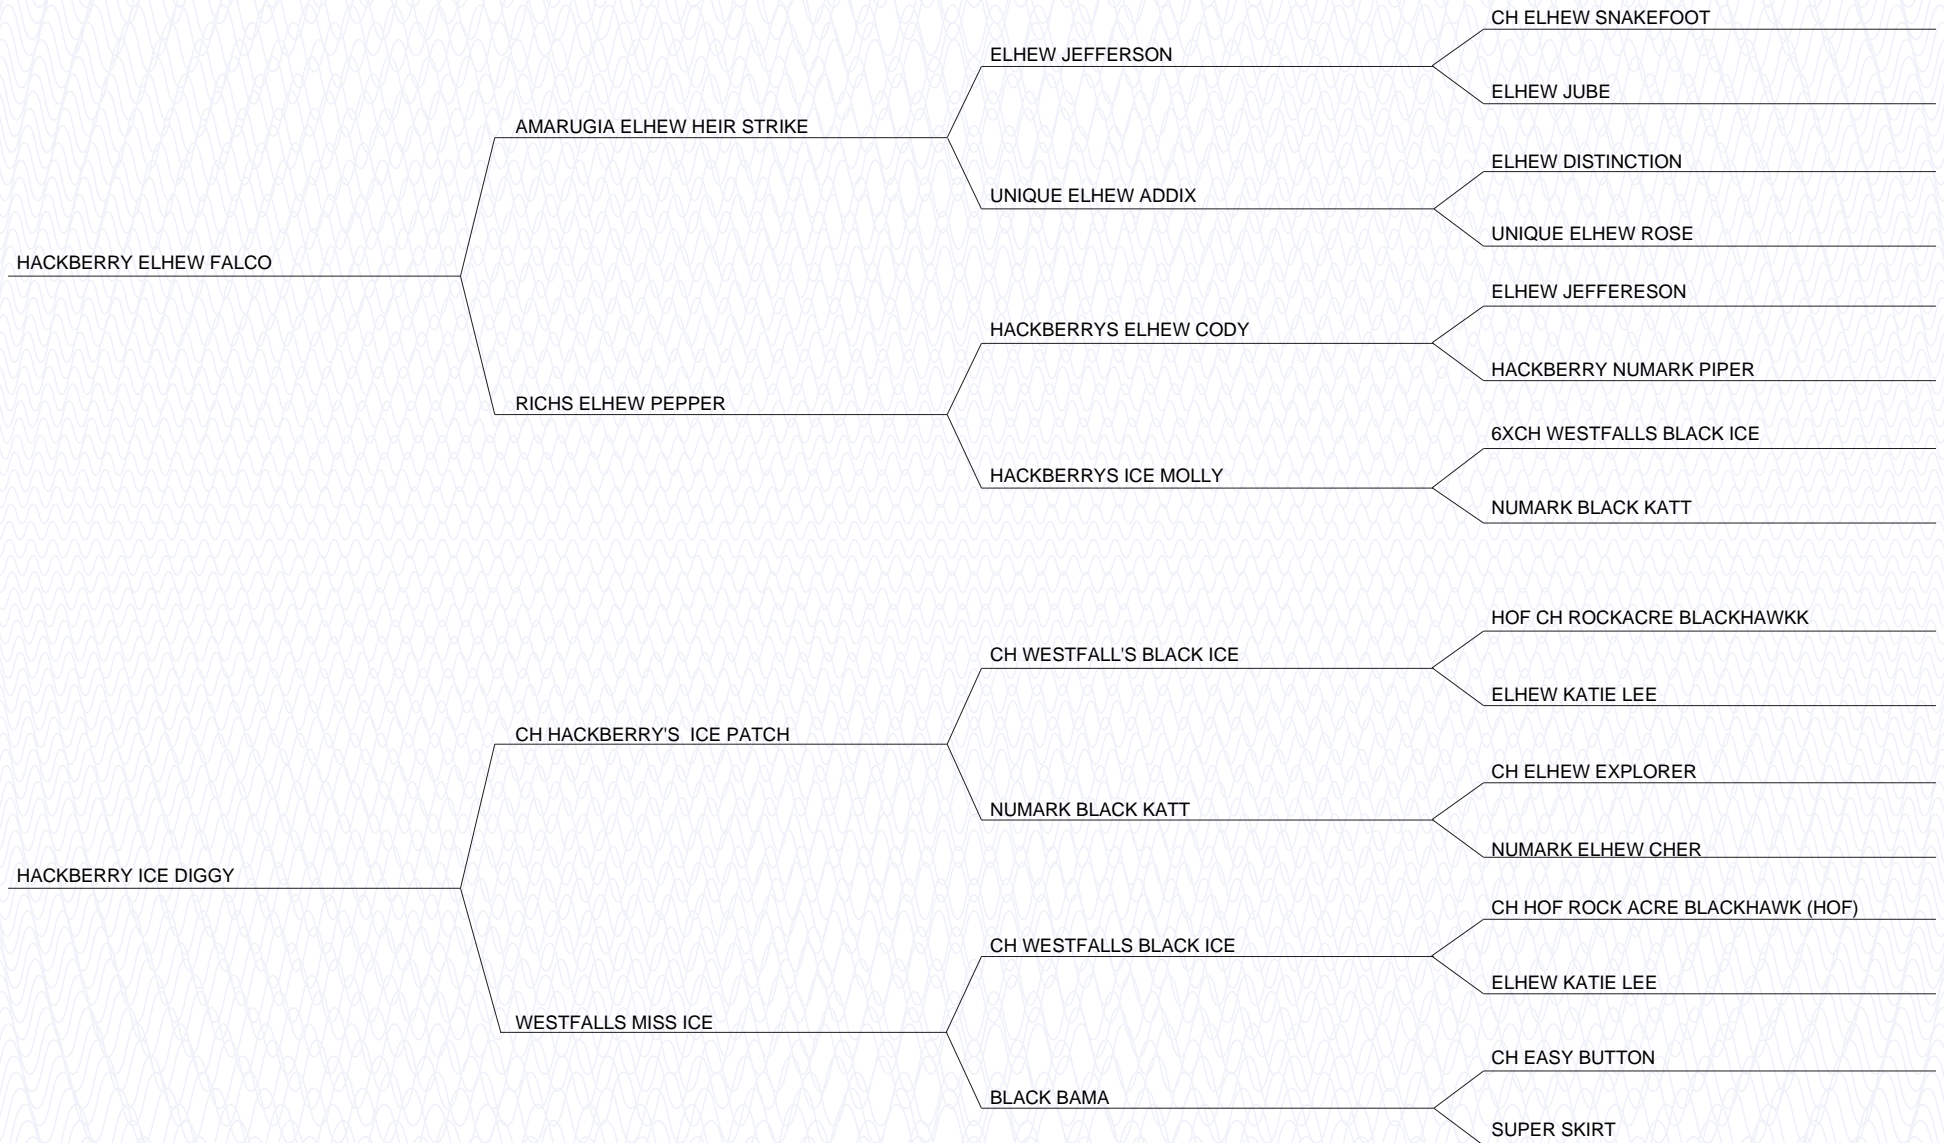 CH ELHEW SNAKEFOOT
ELHEW JEFFERSON
ELHEW JUBE
AMARUGIA ELHEW HEIR STRIKE
ELHEW DISTINCTION
UNIQUE ELHEW ADDIX
UNIQUE ELHEW ROSE
HACKBERRY ELHEW FALCO
ELHEW JEFFERESON
HACKBERRYS ELHEW CODY
HACKBERRY NUMARK PIPER
RICHS ELHEW PEPPER
6XCH WESTFALLS BLACK ICE
HACKBERRYS ICE MOLLY
NUMARK BLACK KATT
HOF CH ROCKACRE BLACKHAWKK
CH WESTFALL'S BLACK ICE
ELHEW KATIE LEE
CH HACKBERRY'S  ICE PATCH
CH ELHEW EXPLORER
NUMARK BLACK KATT
NUMARK ELHEW CHER
HACKBERRY ICE DIGGY
CH HOF ROCK ACRE BLACKHAWK (HOF)
CH WESTFALLS BLACK ICE
ELHEW KATIE LEE
WESTFALLS MISS ICE
CH EASY BUTTON
BLACK BAMA
SUPER SKIRT